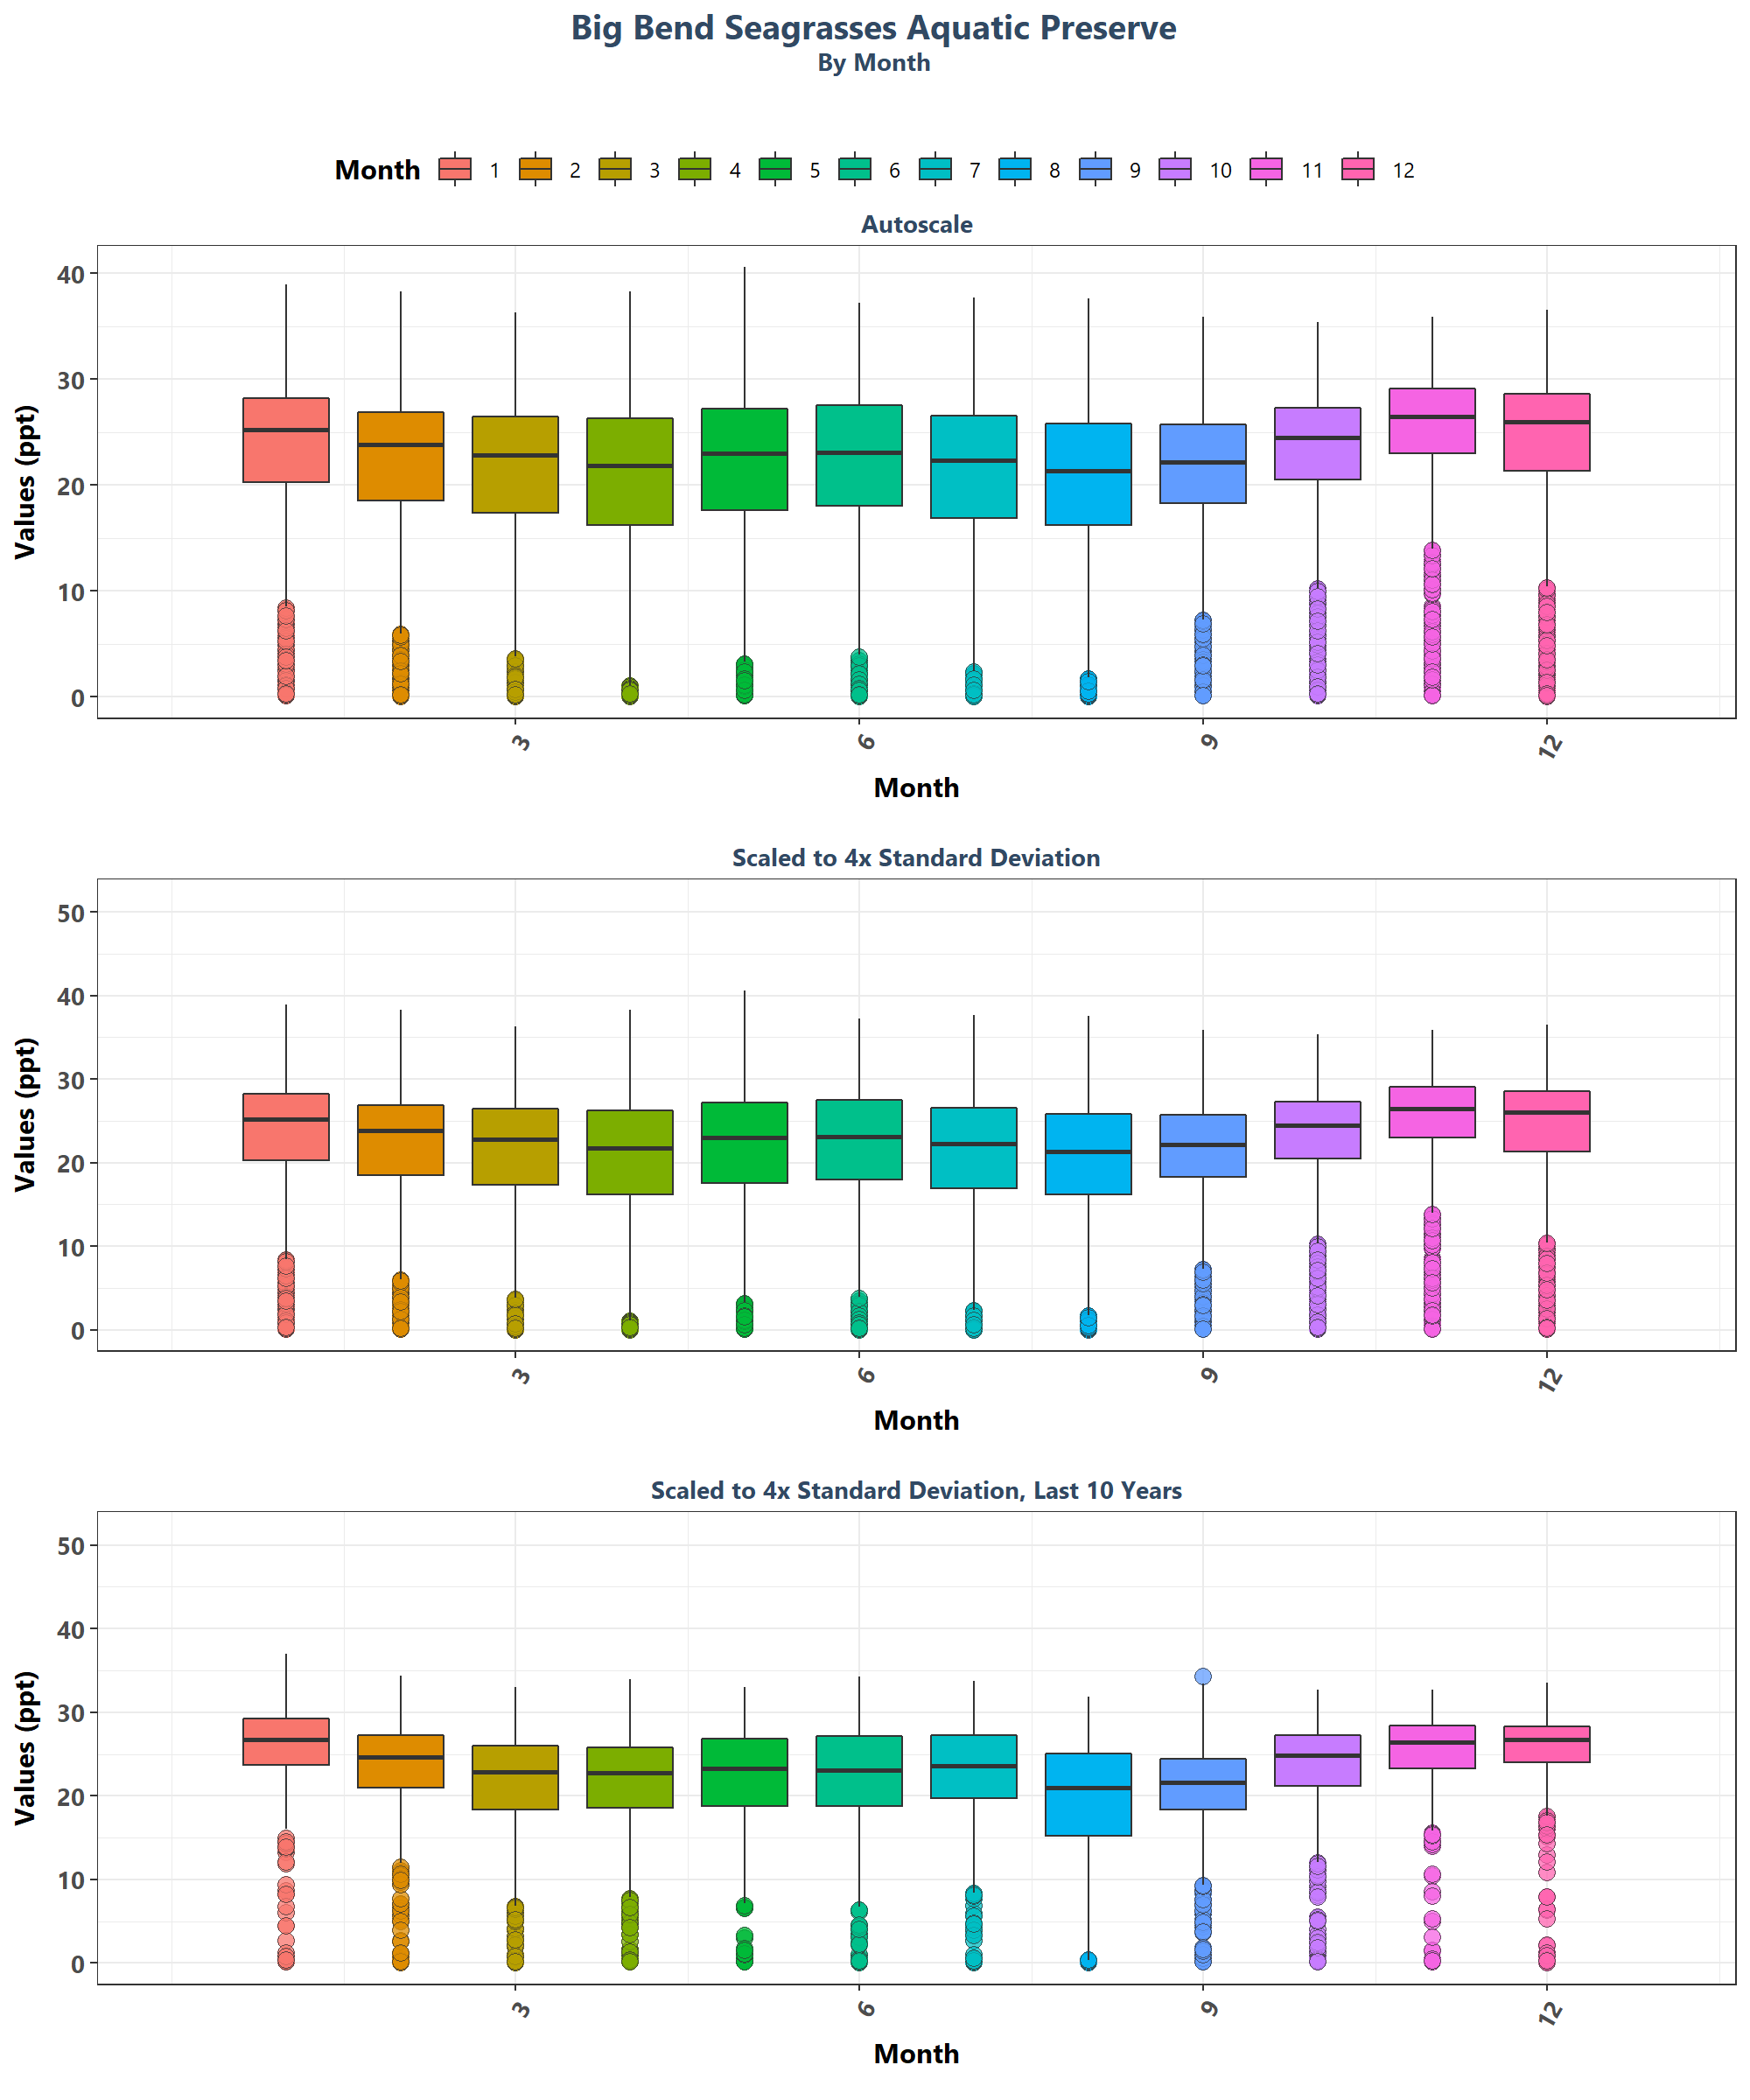 Big Bend Seagrasses Aquatic Preserve
By Month
Month 1 2 3 4 5 6 7 8 9 10 11 12
Autoscale
Values (ppt)
40
30
20
10
0
3 6 9 12
Month
Scaled to 4x Standard Deviation
Values (ppt)
50
40
30
20
10
0
3 6 9 12
Month
Scaled to 4x Standard Deviation, Last 10 Years
Values (ppt)
50
40
30
20
10
0
3 6 9 12
Month